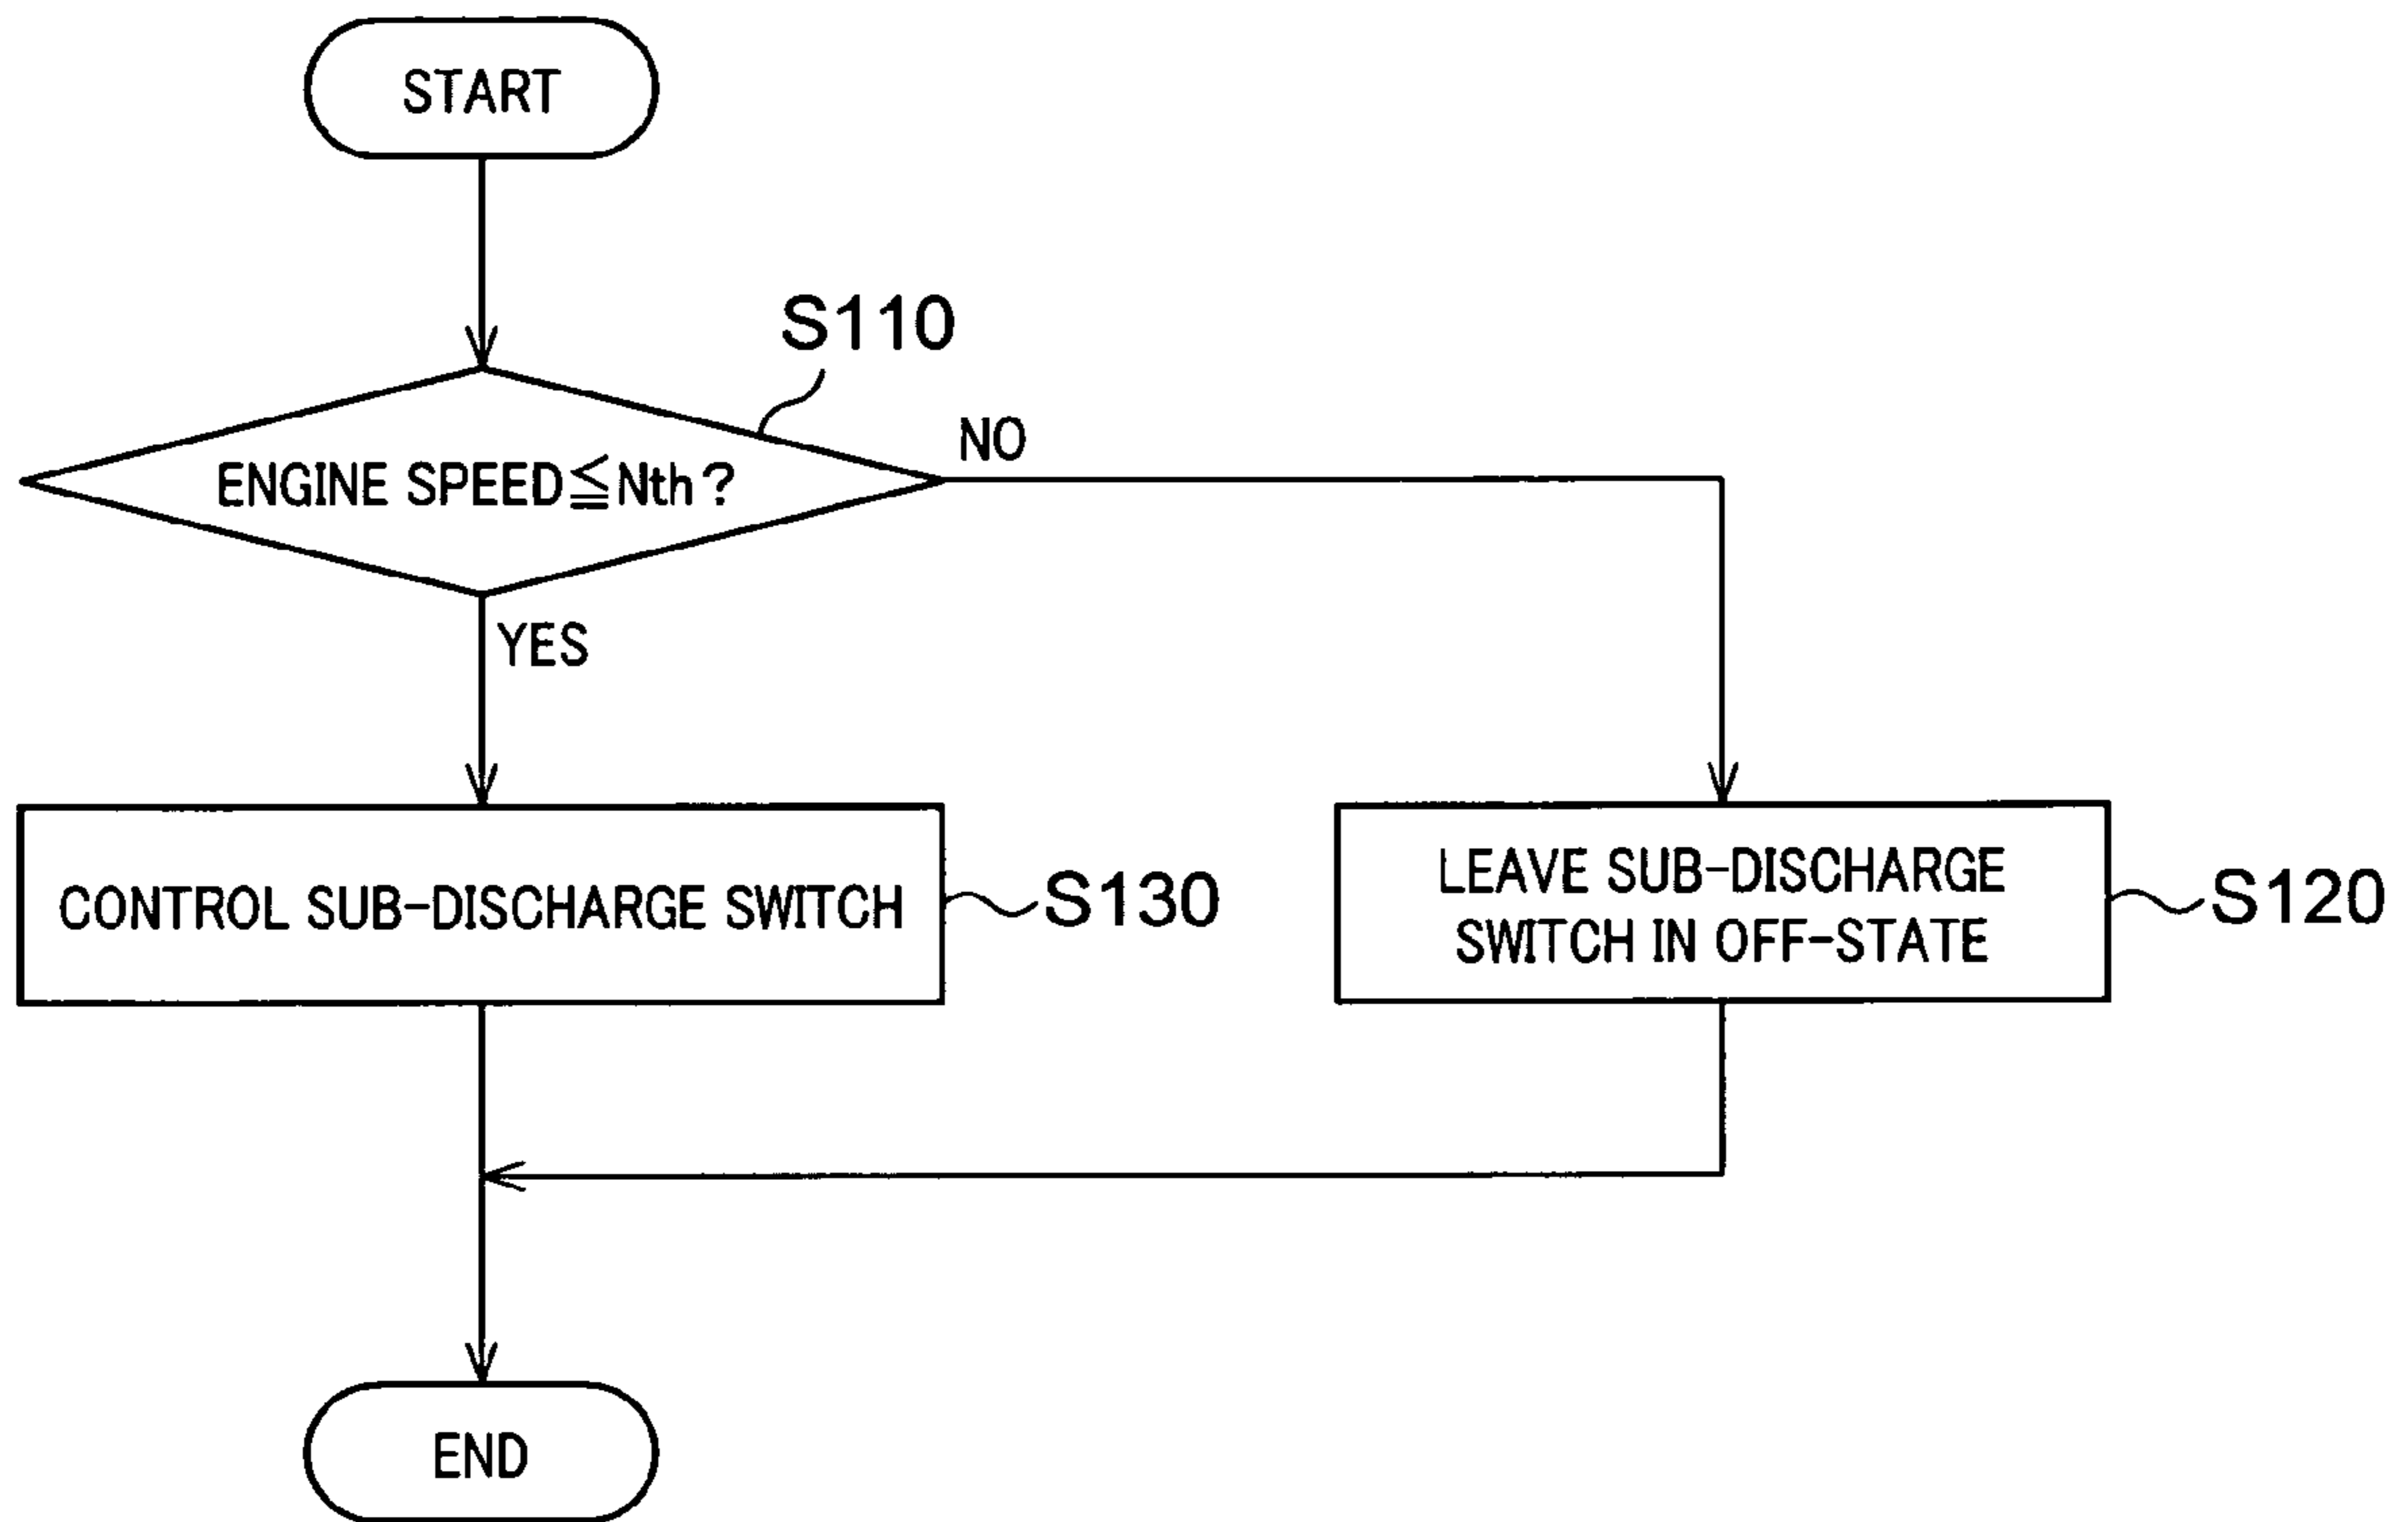 START
S110
NO
ENGINE SPEED≦Nth?
YES
CONTROL SUB-DISCHARGE SWITCH
S130
LEAVE SUB-DISCHARGE
SWITCH IN OFF-STATE
S120
END